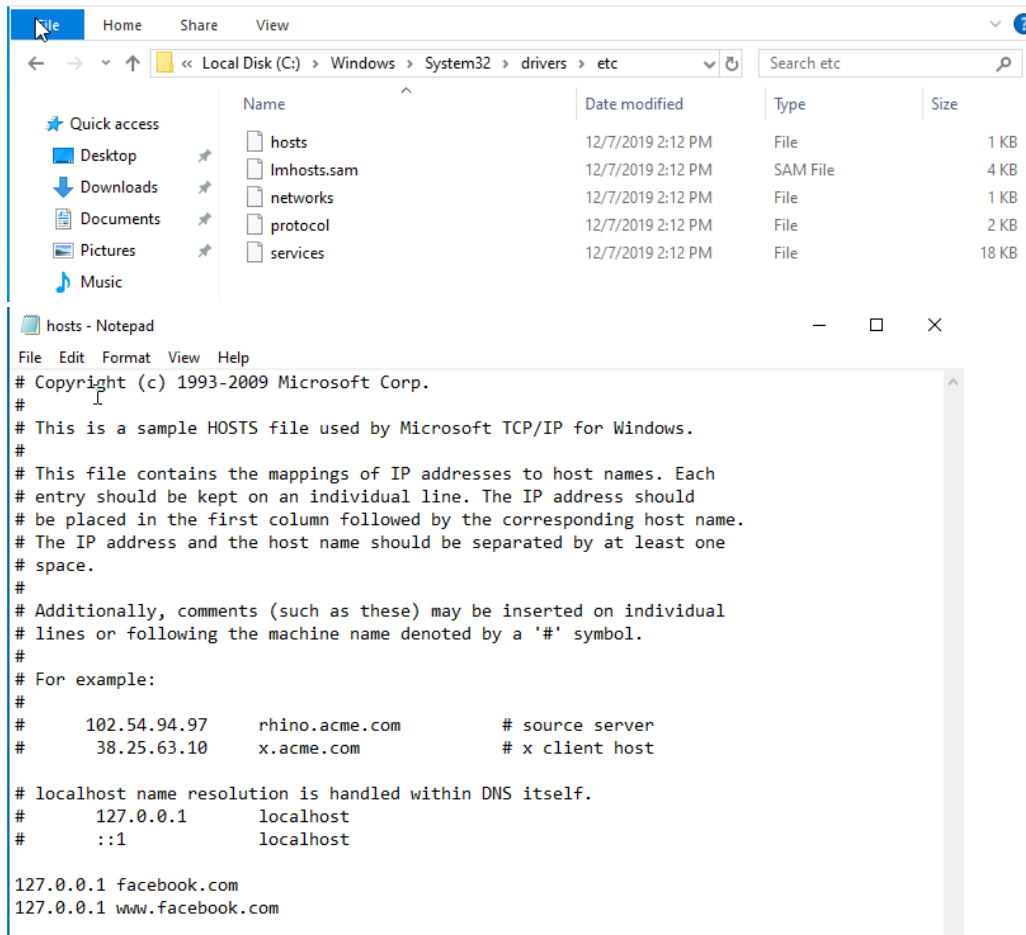 File Home Share View
« Local Disk (C:) > Windows > System32 > drivers > etc Search etc
Name Date modified Type Size
Quick access
Desktop
Downloads
Documents
Pictures
Music
hosts 12/7/2019 2:12 PM File 1 KB
lmhosts.sam 12/7/2019 2:12 PM SAM File 4 KB
networks 12/7/2019 2:12 PM File 1 KB
protocol 12/7/2019 2:12 PM File 2 KB
services 12/7/2019 2:12 PM File 18 KB
hosts - Notepad
File Edit Format View Help
# Copyright (c) 1993-2009 Microsoft Corp.
#
# This is a sample HOSTS file used by Microsoft TCP/IP for Windows.
#
# This file contains the mappings of IP addresses to host names. Each
# entry should be kept on an individual line. The IP address should
# be placed in the first column followed by the corresponding host name.
# The IP address and the host name should be separated by at least one
# space.
#
# Additionally, comments (such as these) may be inserted on individual
# lines or following the machine name denoted by a '#' symbol.
#
# For example:
#
#      102.54.94.97     rhino.acme.com          # source server
#       38.25.63.10     x.acme.com              # x client host

# localhost name resolution is handled within DNS itself.
#       127.0.0.1       localhost
#       ::1             localhost

127.0.0.1 facebook.com
127.0.0.1 www.facebook.com